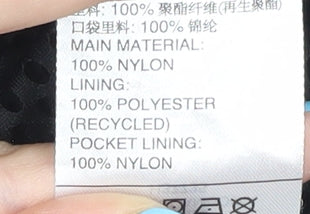 里料: 100% 聚酯纤维(再生聚酯)
口袋里料: 100% 锦纶
MAIN MATERIAL:
100% NYLON
LINING:
100% POLYESTER
(RECYCLED)
POCKET LINING:
100% NYLON